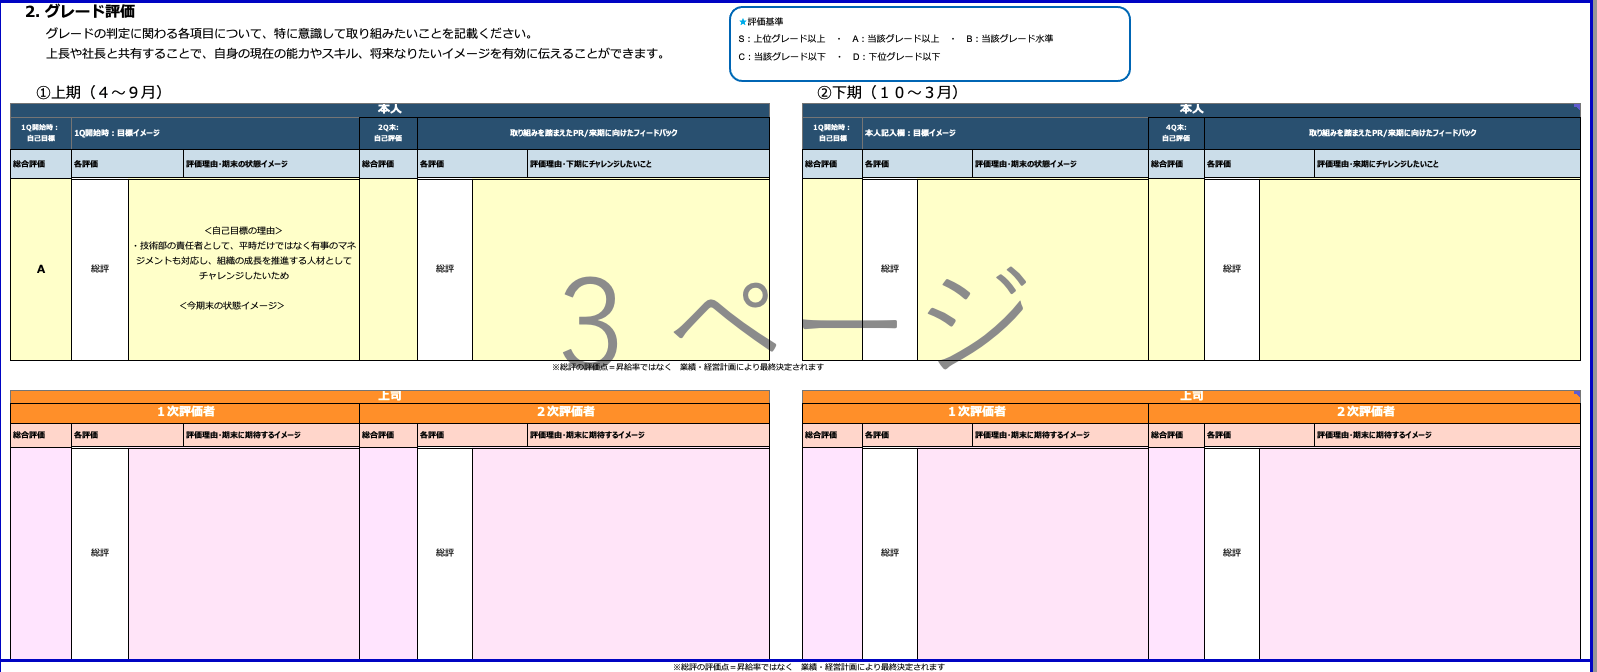 2. グレード評価
グレードの判定に関わる各項目について、特に意識して取り組みたいことを記載ください。
上長や社長と共有することで、自身の現在の能力やスキル、将来なりたいイメージを有効に伝えることができます。
★評価基準
S：上位グレード以上　・　A：当該グレード以上　・　B：当該グレード水準
C：当該グレード以下　・　D：下位グレード以下
①上期（４～９月）
本人
1Q開始時：
自己目標
1Q開始時：目標イメージ
2Q末:
自己評価
取り組みを踏まえたPR/来期に向けたフィードバック
総合評価 各評価 評価理由・期末の状態イメージ 総合評価 各評価 評価理由・下期にチャレンジしたいこと
A
総評
＜自己目標の理由＞
・技術部の責任者として、平時だけではなく有事のマネ
ジメントも対応し、組織の成長を推進する人材として
チャレンジしたいため
＜今期末の状態イメージ＞
総評
②下期（１０～３月）
本人
1Q開始時：
自己目標
本人記入欄：目標イメージ
4Q末:
自己評価
取り組みを踏まえたPR/来期に向けたフィードバック
総合評価 各評価 評価理由・期末の状態イメージ 総合評価 各評価 評価理由・来期にチャレンジしたいこと
総評 総評
3 ページ
※総評の評価点＝昇給率ではなく　業績・経営計画により最終決定されます
上司
１次評価者 ２次評価者
総合評価 各評価 評価理由・期末に期待するイメージ 総合評価 各評価 評価理由・期末に期待するイメージ
総評 総評
上司
１次評価者 ２次評価者
総合評価 各評価 評価理由・期末に期待するイメージ 総合評価 各評価 評価理由・期末に期待するイメージ
総評 総評
※総評の評価点＝昇給率ではなく　業績・経営計画により最終決定されます